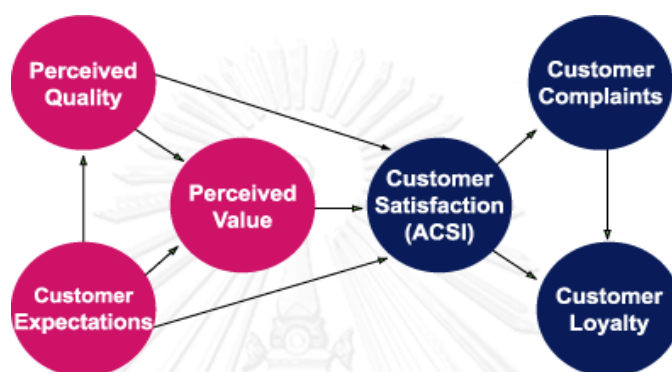 Perceived
Quality
Customer
Complaints
Perceived
Value
Customer
Satisfaction
(ACSI)
Customer
Expectations
Customer
Loyalty